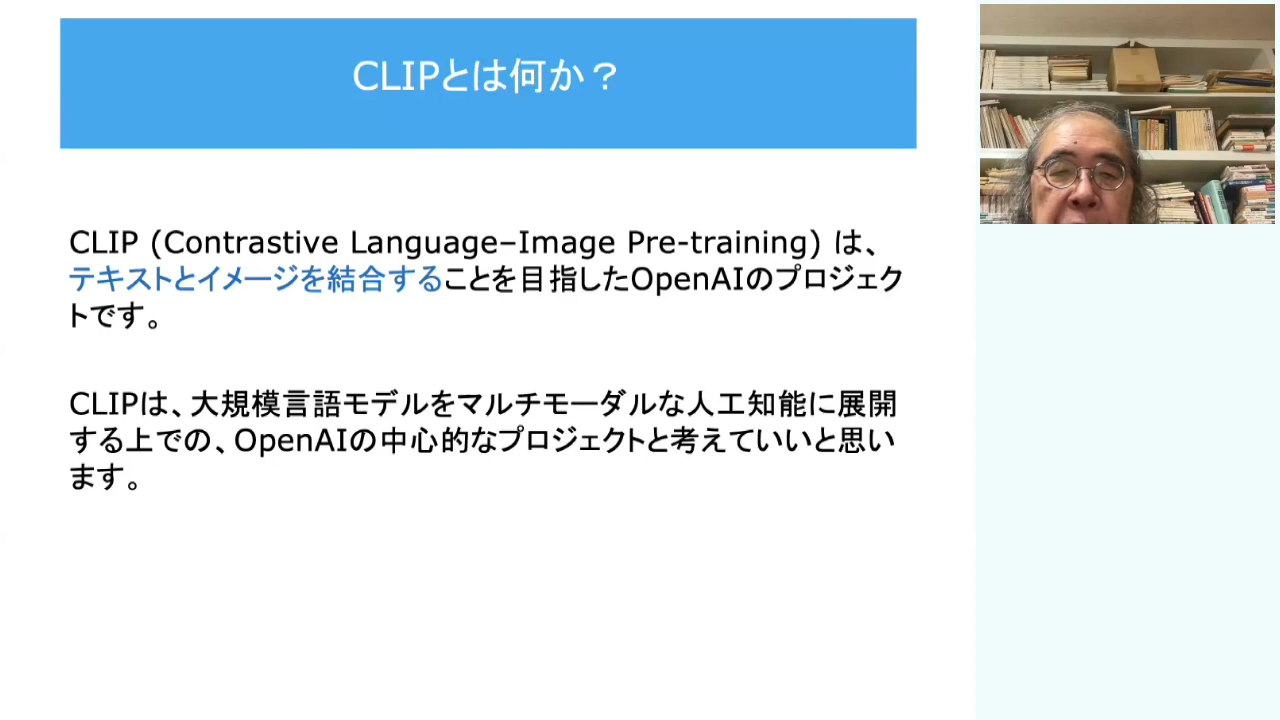 CLIPとは何か？
CLIP (Contrastive Language–Image Pre-training) は、
テキストとイメージを結合することを目指したOpenAIのプロジェク
トです。
CLIPは、大規模言語モデルをマルチモーダルな人工知能に展開
する上での、OpenAIの中心的なプロジェクトと考えていいと思い
ます。